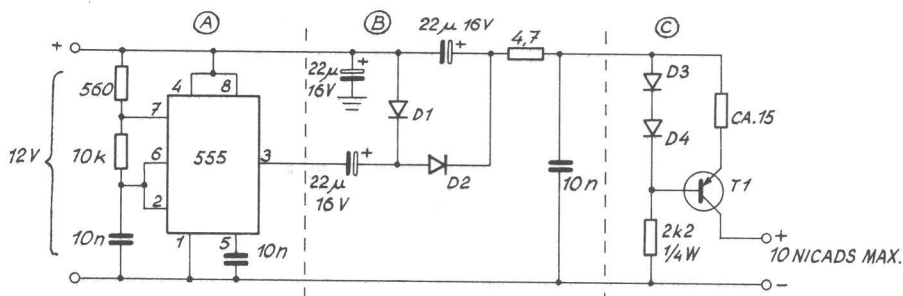 A
B
C
+
22µ 16V
+
4,7
560
4
8
22µ
16V
+
D3
7
D1
D4
CA.15
12V
10k
6
555
3
+
D2
10n
T1
2
22µ
16V
10n
1
5
10n
2k2
1/4W
+
10 NICADS MAX.
-